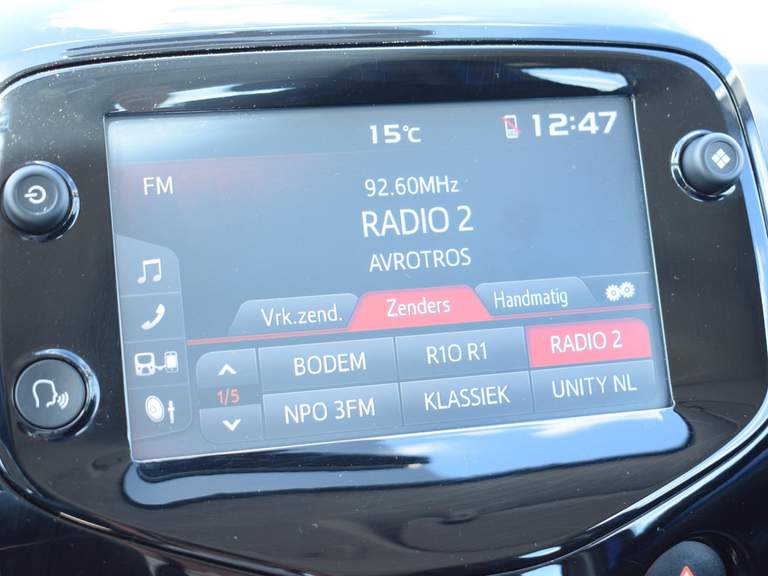 15°C 12:47
FM
92.60MHz
RADIO 2
AVROTROS
Vrk.zend. Zenders Handmatig
BODEM R1O R1 RADIO 2
1/5
NPO 3FM KLASSIEK UNITY NL